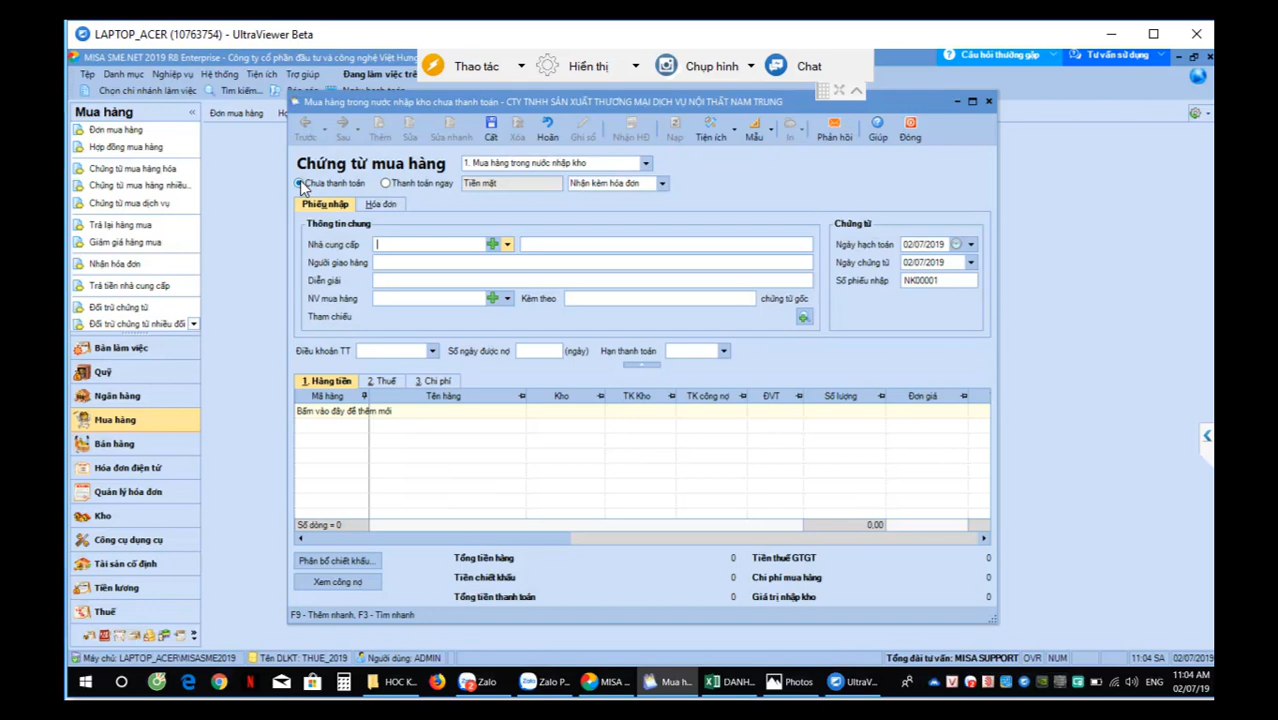 LAPTOP_ACER (10763754) - UltraViewer Beta
MISA SME.NET 2019 R8 Enterprise - Công ty cổ phần đầu tư và công nghệ Việt Hưng
Câu hỏi thường gặp
Tư vấn sử dụng
Thao tác
Hiển thị
Chụp hình
Chat
Tệp Danh mục Nghiệp vụ Hệ thống Tiện ích Trợ giúp
Đang làm việc trê
Chọn chi nhánh làm việc
Tìm kiếm...
Mua hàng
Đơn mua hàng
Đơn mua hàng
Hợp đồng mua hàng
Chứng từ mua hàng hóa
Chứng từ mua hàng nhiều...
Chứng từ mua dịch vụ
Trả lại hàng mua
Giảm giá hàng mua
Nhận hóa đơn
Trả tiền nhà cung cấp
Đối trừ chứng từ
Đối trừ chứng từ nhiều đối
Bàn làm việc
Quỹ
Ngân hàng
Mua hàng
Bán hàng
Hóa đơn điện tử
Quản lý hóa đơn
Kho
Công cụ dụng cụ
Tài sản cố định
Tiền lương
Thuế
Mua hàng trong nước nhập kho chưa thanh toán - CTY TNHH SẢN XUẤT THƯƠNG MẠI DỊCH VỤ NỘI THẤT NAM TRUNG
Trước Sau Thêm Sửa Sửa nhanh Cất Xóa Hoãn Ghi sổ Nhận HĐ Nạp Tiện ích Mẫu In Phản hồi Giúp Đóng
Chứng từ mua hàng
1. Mua hàng trong nước nhập kho
Chưa thanh toán
Thanh toán ngay
Tiền mặt
Nhận kèm hóa đơn
Phiếu nhập
Hóa đơn
Thông tin chung
Chứng từ
Nhà cung cấp
Ngày hạch toán 02/07/2019
Người giao hàng
Ngày chứng từ 02/07/2019
Diễn giải
Số phiếu nhập NK00001
NV mua hàng
Kèm theo
chứng từ gốc
Tham chiếu
Điều khoản TT
Số ngày được nợ
(ngày)
Hạn thanh toán
1. Hàng tiền
2. Thuế
3. Chi phí
Mã hàng Tên hàng Kho TK Kho TK công nợ ĐVT Số lượng Đơn giá
Bấm vào đây để thêm mới
Số dòng = 0
0,00
Phân bổ chiết khấu...
Tổng tiền hàng 0
Tiền thuế GTGT 0
Xem công nợ
Tiền chiết khấu 0
Chi phí mua hàng 0
Tổng tiền thanh toán 0
Giá trị nhập kho 0
F9 - Thêm nhanh, F3 - Tìm nhanh
Máy chủ: LAPTOP_ACER\MISASME2019
Tên DLKT: THUE_2019
Người dùng: ADMIN
Tổng đài tư vấn: MISA SUPPORT
OVR
NUM
11:04 SA
02/07/2019
HOC K...
Zalo
Zalo P...
MISA ...
Mua h...
DANH...
Photos
UltraV...
ENG
11:04 AM
02/07/19